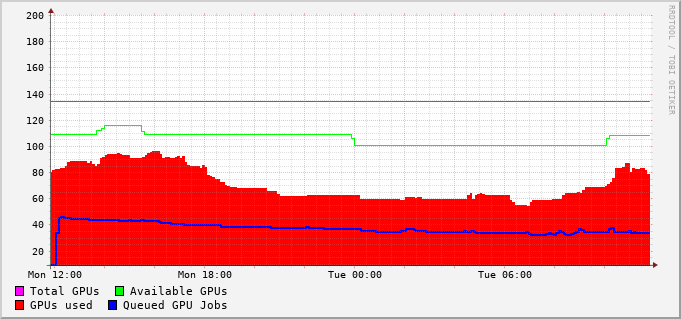 200
180
160
140
120
100
80
60
40
20
Mon 12:00 Mon 18:00 Tue 00:00 Tue 06:00
Total GPUs Available GPUs
GPUs used Queued GPU Jobs
RRDTOOL / TOBI OETIKER